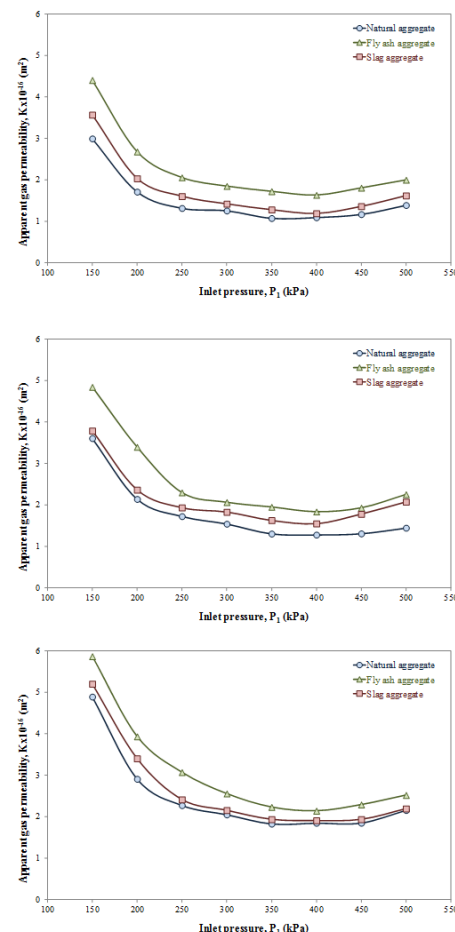 6
Natural aggregate
Fly ash aggregate
Slag aggregate
5
4
3
2
1
0
Apparent gas permeability, Kx10⁻¹⁶ (m²)
100 150 200 250 300 350 400 450 500 550
Inlet pressure, P₁ (kPa)
6
Natural aggregate
Fly ash aggregate
Slag aggregate
5
4
3
2
1
0
Apparent gas permeability, Kx10⁻¹⁶ (m²)
100 150 200 250 300 350 400 450 500 550
Inlet pressure, P₁ (kPa)
6
Natural aggregate
Fly ash aggregate
Slag aggregate
5
4
3
2
1
0
Apparent gas permeability, Kx10⁻¹⁶ (m²)
100 150 200 250 300 350 400 450 500 550
Inlet pressure, P₁ (kPa)